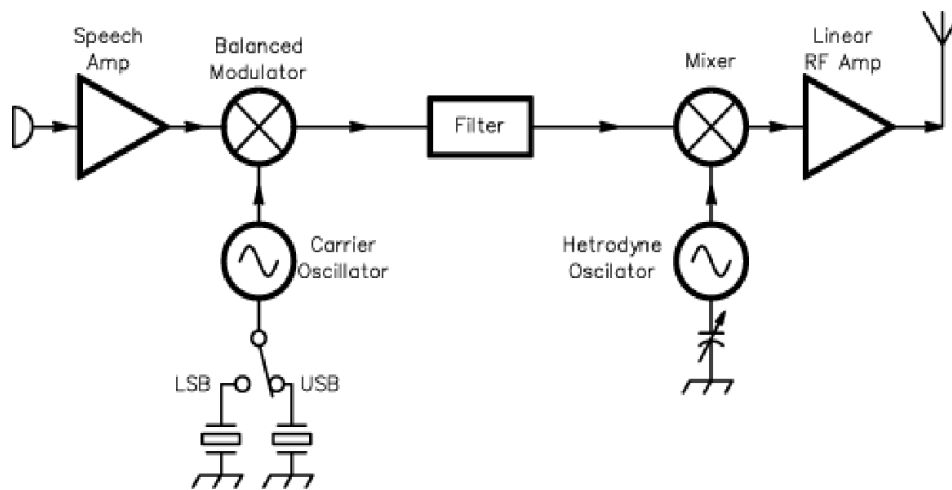 Speech
Amp
Balanced
Modulator
Filter
Mixer
Linear
RF Amp
Carrier
Oscillator
Hetrodyne
Oscilator
LSB
USB